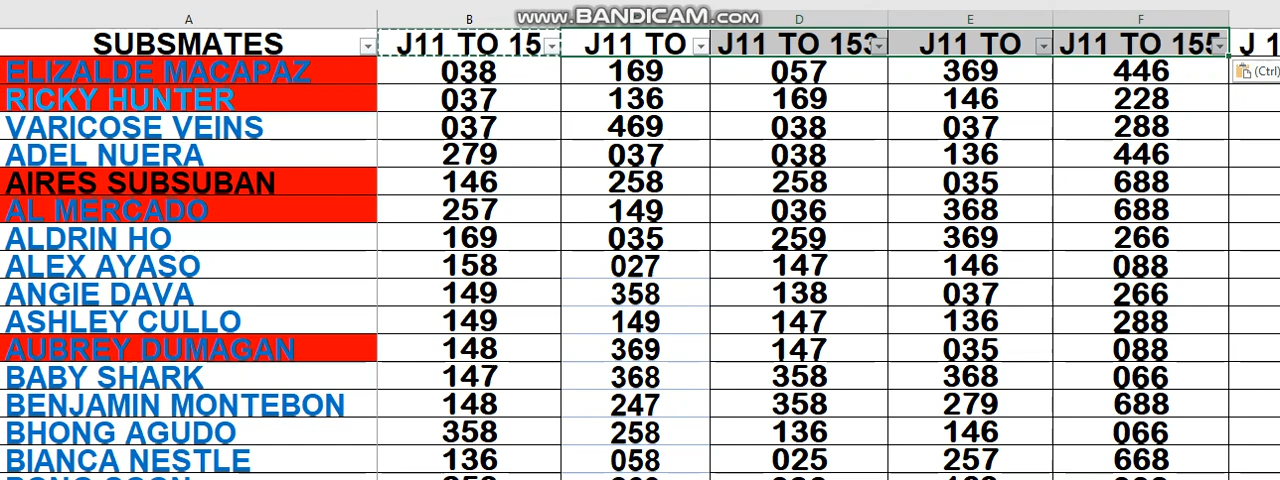 www.BANDICAM.com
A B D E F
SUBSMATES J11 TO 15 J11 TO J11 TO 153 J11 TO J11 TO 155 J 1
ELIZALDE MACAPAZ 038 169 057 369 446 (Ctrl)
RICKY HUNTER 037 136 169 146 228
VARICOSE VEINS 037 469 038 037 288
ADEL NUERA 279 037 038 136 446
AIRES SUBSUBAN 146 258 258 035 688
AL MERCADO 257 149 036 368 688
ALDRIN HO 169 035 259 369 266
ALEX AYASO 158 027 147 146 088
ANGIE DAVA 149 358 138 037 266
ASHLEY CULLO 149 149 147 136 288
AUBREY DUMAGAN 148 369 147 035 088
BABY SHARK 147 368 358 368 066
BENJAMIN MONTEBON 148 247 358 279 688
BHONG AGUDO 358 258 136 146 066
BIANCA NESTLE 136 058 025 257 668